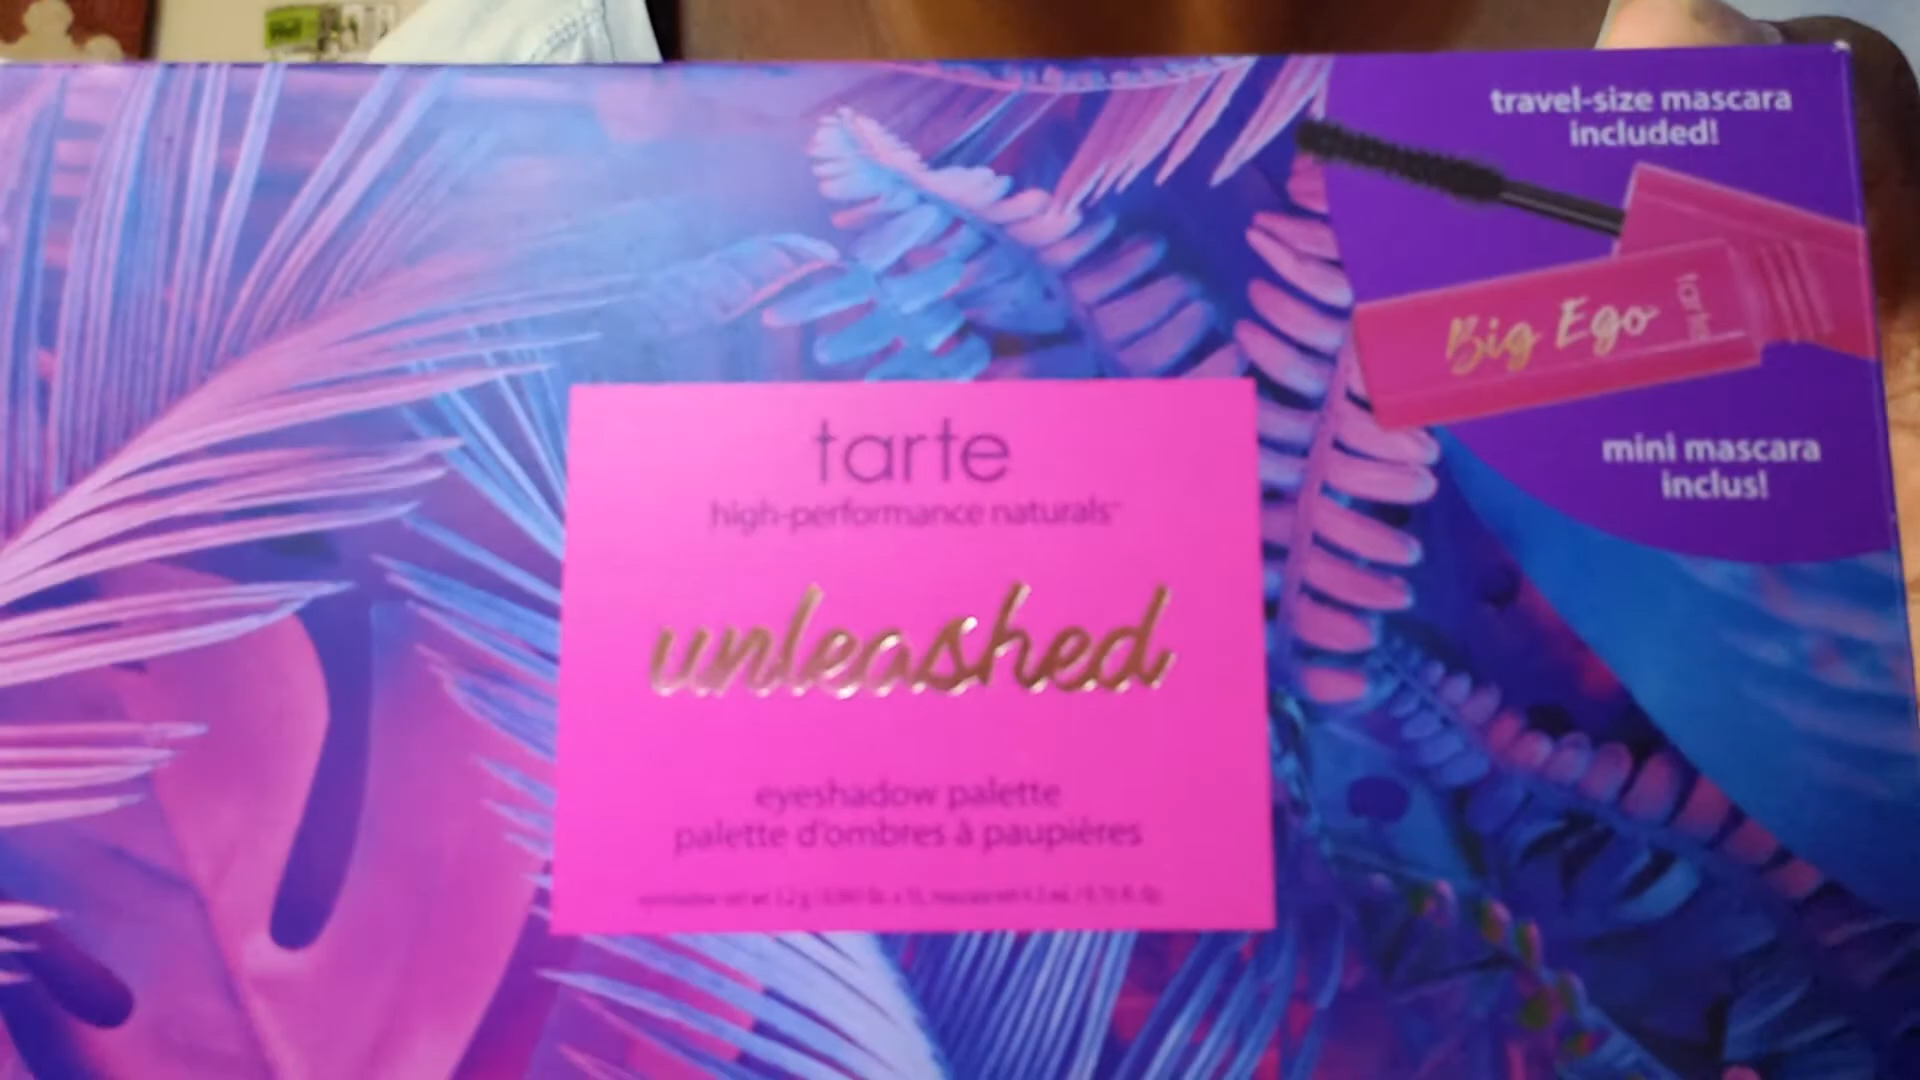 travel-size mascara
included!
Big Ego
tarte
mini mascara
inclus!
tarte
high-performance naturals™
unleashed
eyeshadow palette
palette d'ombres à paupières